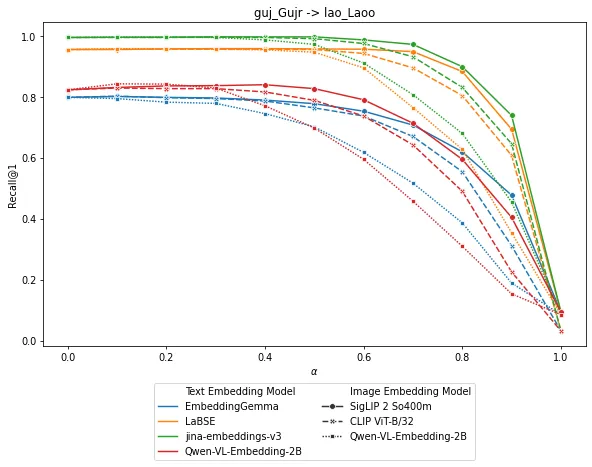 guj_Gujr -> lao_Laoo
Recall@1
1.0
0.8
0.6
0.4
0.2
0.0
0.0 0.2 0.4 0.6 0.8 1.0
α
Text Embedding Model
EmbeddingGemma
LaBSE
jina-embeddings-v3
Qwen-VL-Embedding-2B
Image Embedding Model
SigLIP 2 So400m
CLIP ViT-B/32
Qwen-VL-Embedding-2B